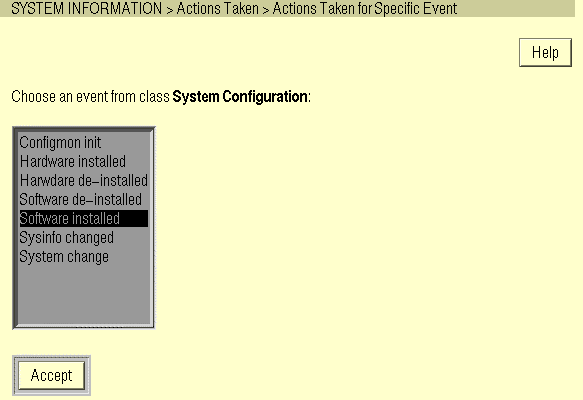 SYSTEM INFORMATION > Actions Taken > Actions Taken for Specific Event
Help
Choose an event from class System Configuration:
Configmon init
Hardware installed
Harwdare de-installed
Software de-installed
Software installed
Sysinfo changed
System change
Accept